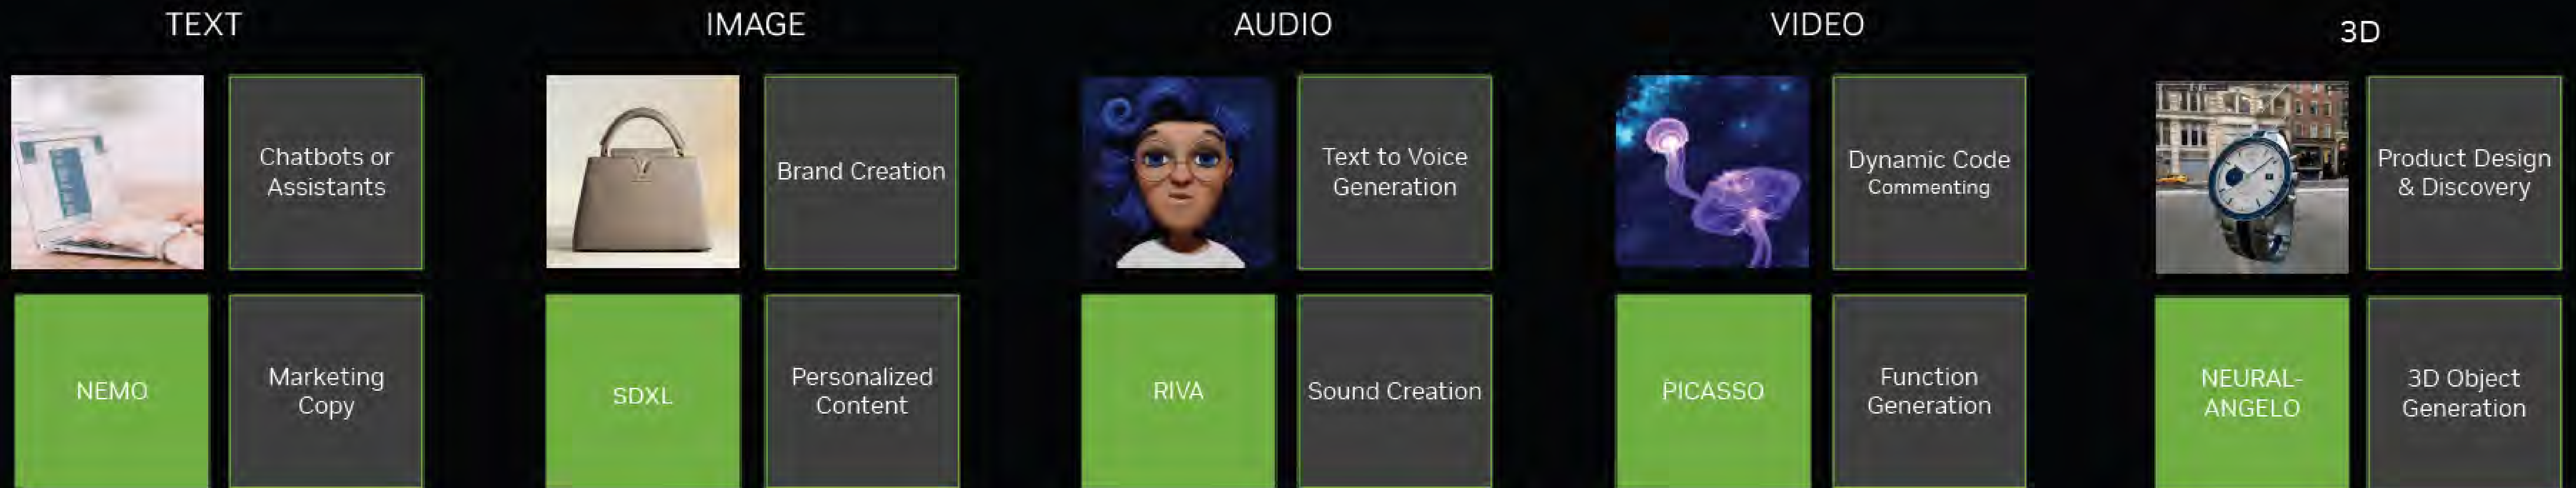 TEXT
IMAGE
AUDIO
VIDEO
3D
Chatbots or
Assistants
Brand Creation
Text to Voice
Generation
Dynamic Code
Commenting
Product Design
& Discovery
NEMO
Marketing
Copy
SDXL
Personalized
Content
RIVA
Sound Creation
PICASSO
Function
Generation
NEURAL-
ANGELO
3D Object
Generation